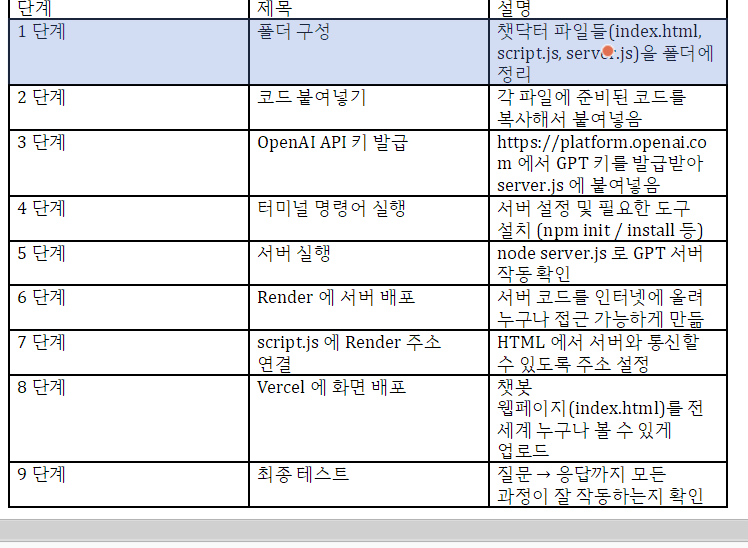 단계 제목 설명
1 단계 폴더 구성 챗닥터 파일들(index.html,
script.js, server.js)을 폴더에
정리
2 단계 코드 붙여넣기 각 파일에 준비된 코드를
복사해서 붙여넣음
3 단계 OpenAI API 키 발급 https://platform.openai.co
m 에서 GPT 키를 발급받아
server.js 에 붙여넣음
4 단계 터미널 명령어 실행 서버 설정 및 필요한 도구
설치 (npm init / install 등)
5 단계 서버 실행 node server.js 로 GPT 서버
작동 확인
6 단계 Render 에 서버 배포 서버 코드를 인터넷에 올려
누구나 접근 가능하게 만듦
7 단계 script.js 에 Render 주소 HTML 에서 서버와 통신할
연결 수 있도록 주소 설정
8 단계 Vercel 에 화면 배포 챗봇
웹페이지(index.html)를 전
세계 누구나 볼 수 있게
업로드
9 단계 최종 테스트 질문 → 응답까지 모든
과정이 잘 작동하는지 확인